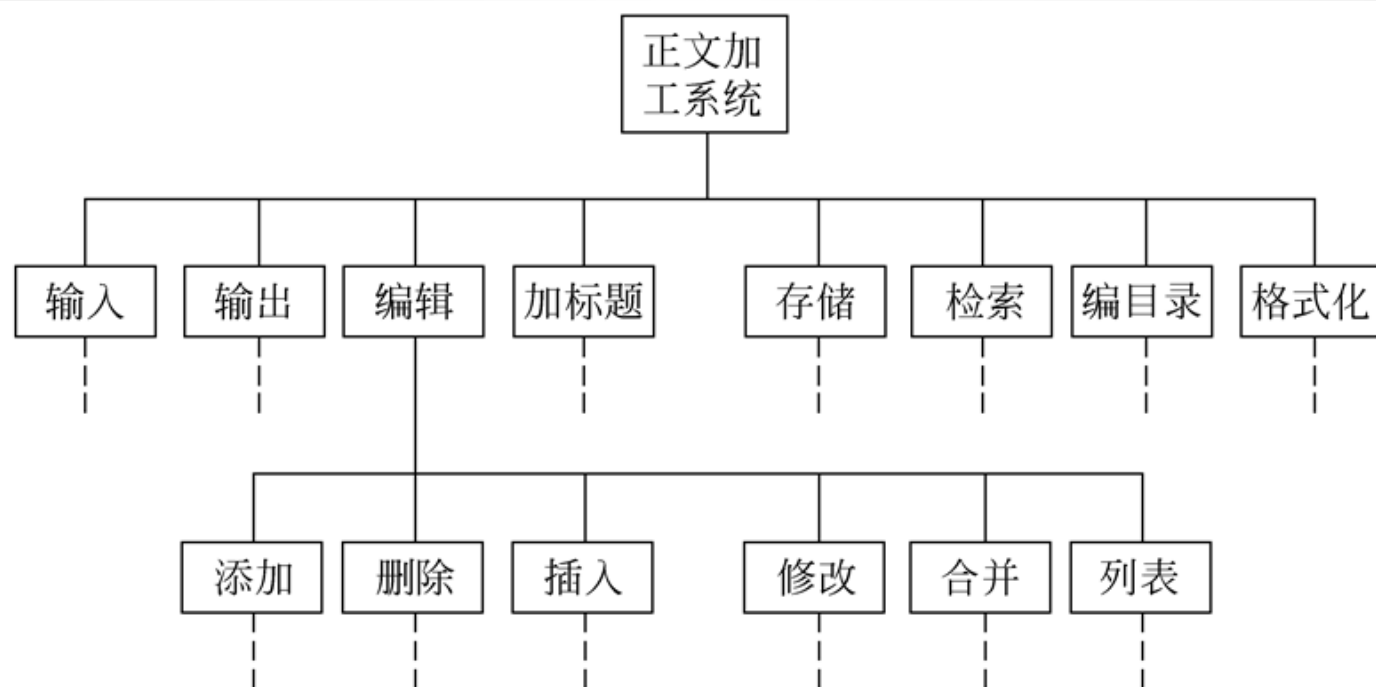 正文加
工系统
输入
输出
编辑
加标题
存储
检索
编目录
格式化
添加
删除
插入
修改
合并
列表